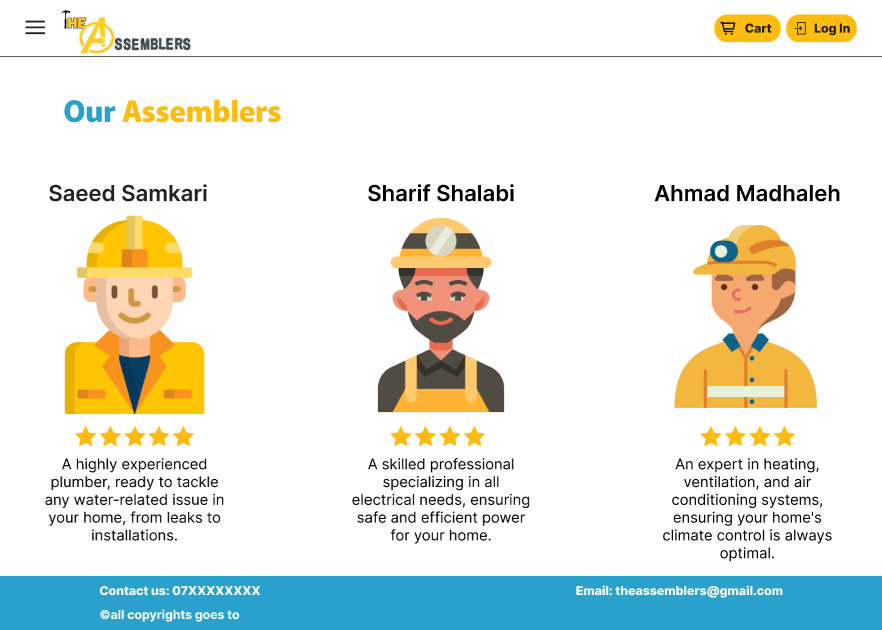 THE ASSEMBLERS
Cart
Log In
Our Assemblers
Saeed Samkari
Sharif Shalabi
Ahmad Madhaleh
A highly experienced
plumber, ready to tackle
any water-related issue in
your home, from leaks to
installations.
A skilled professional
specializing in all
electrical needs, ensuring
safe and efficient power
for your home.
An expert in heating,
ventilation, and air
conditioning systems,
ensuring your home's
climate control is always
optimal.
Contact us: 07XXXXXXXX
Email: theassemblers@gmail.com
©all copyrights goes to